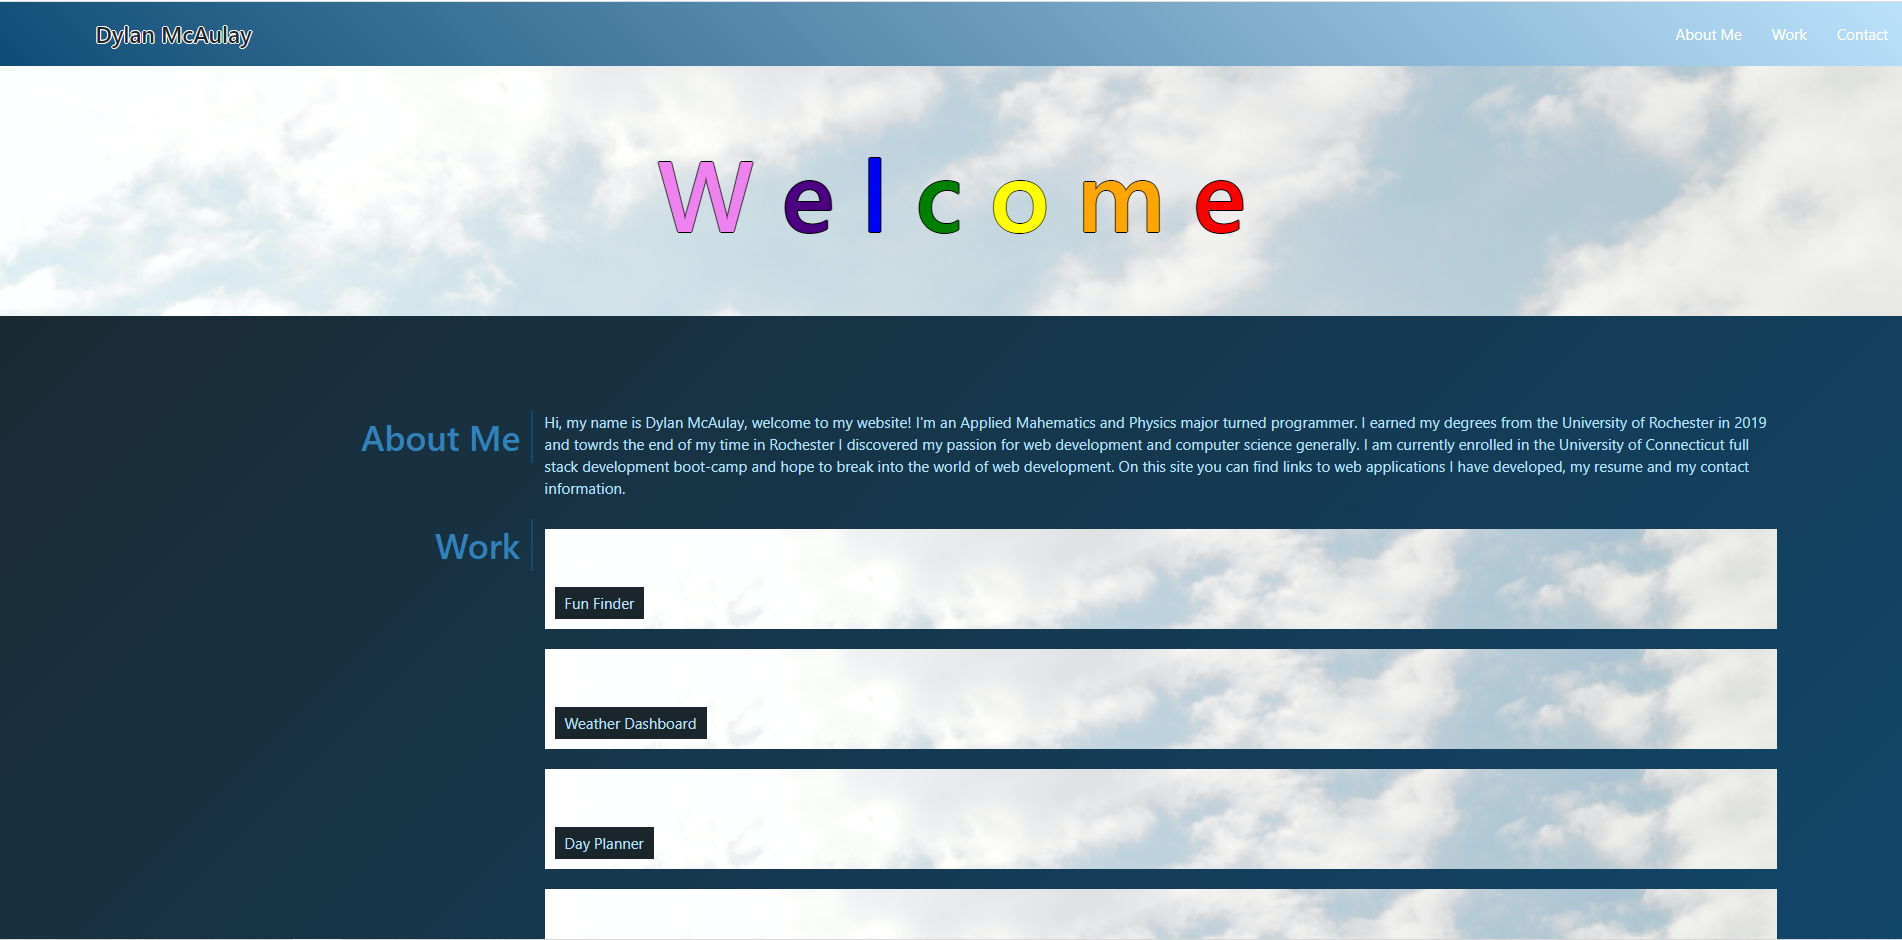 Dylan McAulay
About Me Work Contact
Welcome
About Me
Hi, my name is Dylan McAulay, welcome to my website! I'm an Applied Mahematics and Physics major turned programmer. I earned my degrees from the University of Rochester in 2019
and towrds the end of my time in Rochester I discovered my passion for web development and computer science generally. I am currently enrolled in the University of Connecticut full
stack development boot-camp and hope to break into the world of web development. On this site you can find links to web applications I have developed, my resume and my contact
information.
Work
Fun Finder
Weather Dashboard
Day Planner